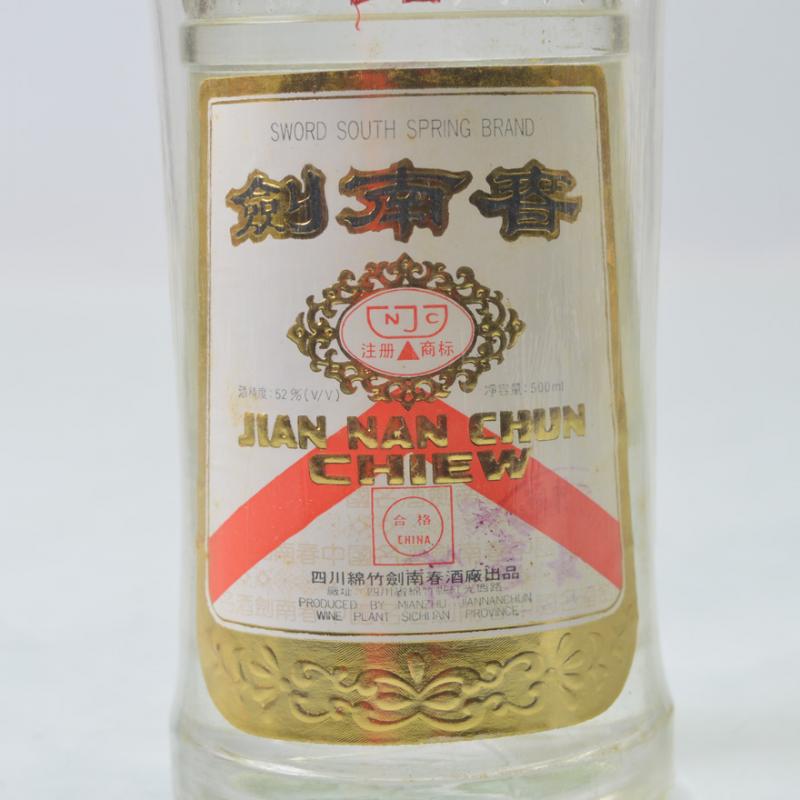 SWORD SOUTH SPRING BRAND
劍南春
NJC
注册 商标
酒精度:52%(V/V) 净容量:500ml
JIAN NAN CHUN
CHIEW
合格
CHINA
四川綿竹劍南春酒廠出品
PRODUCED BY MIANZHU JIANNANCHUN
WINE PLANT SICHUAN PROVINCE